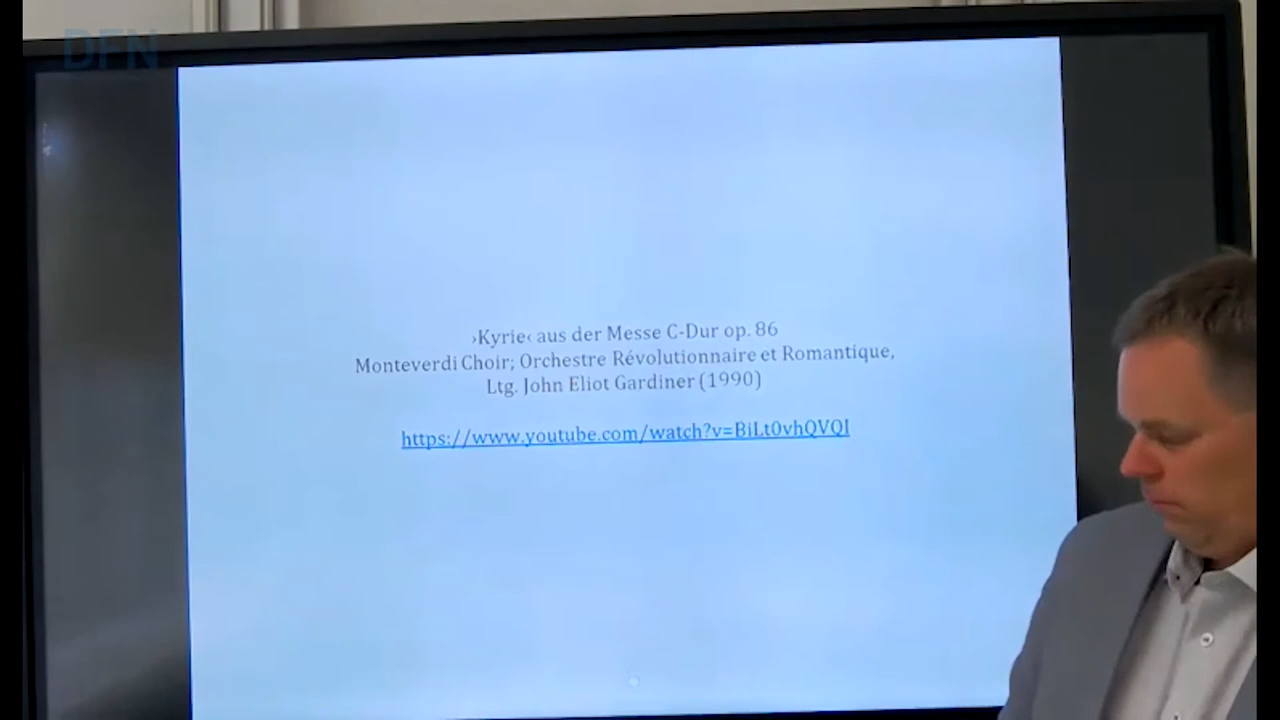 DFN
›Kyrie‹ aus der Messe C-Dur op. 86
Monteverdi Choir; Orchestre Révolutionnaire et Romantique,
Ltg. John Eliot Gardiner (1990)
https://www.youtube.com/watch?v=BiLt0vhQVQI